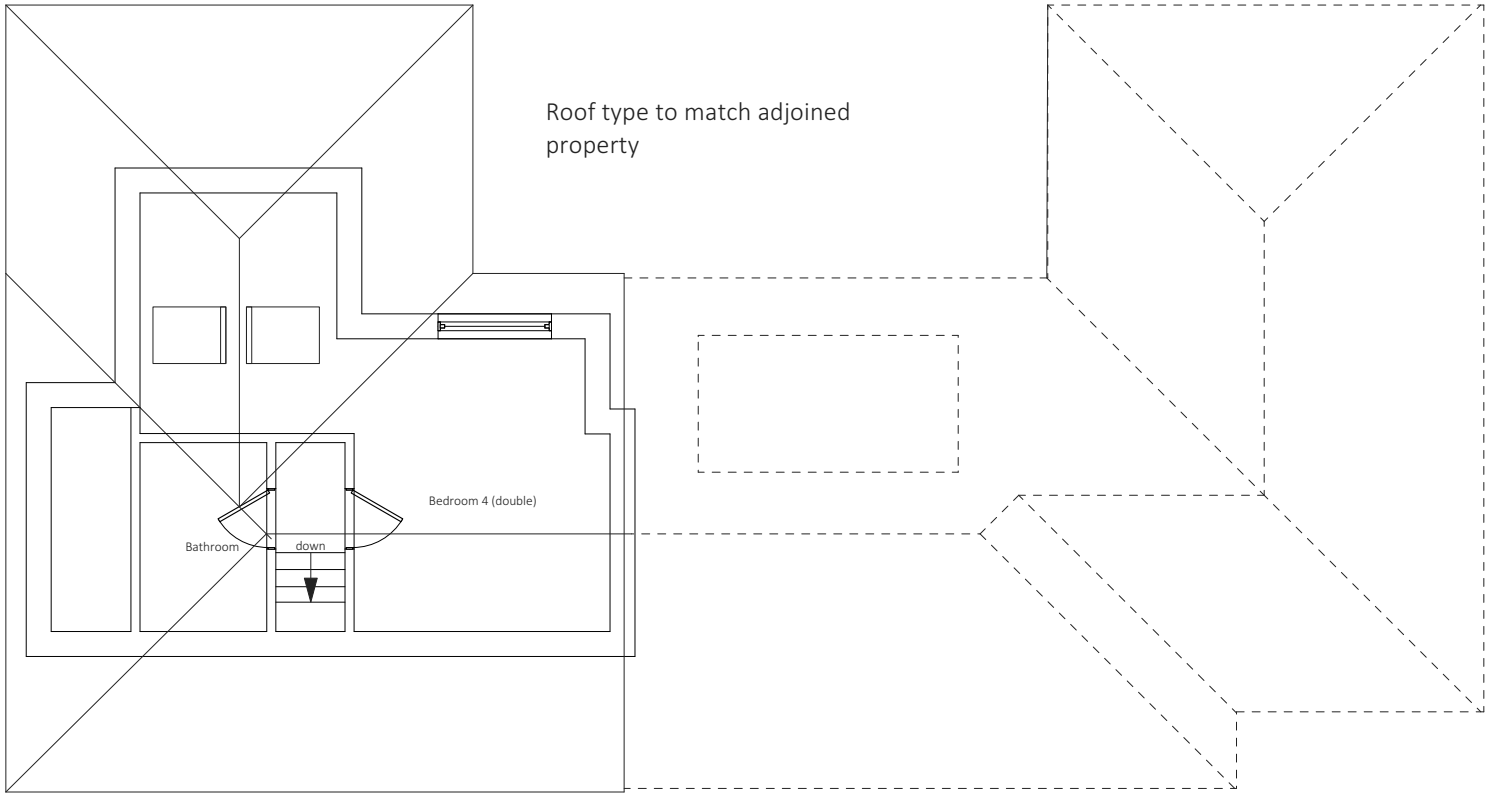 Roof type to match adjoined
property
Bedroom 4 (double)
Bathroom
down